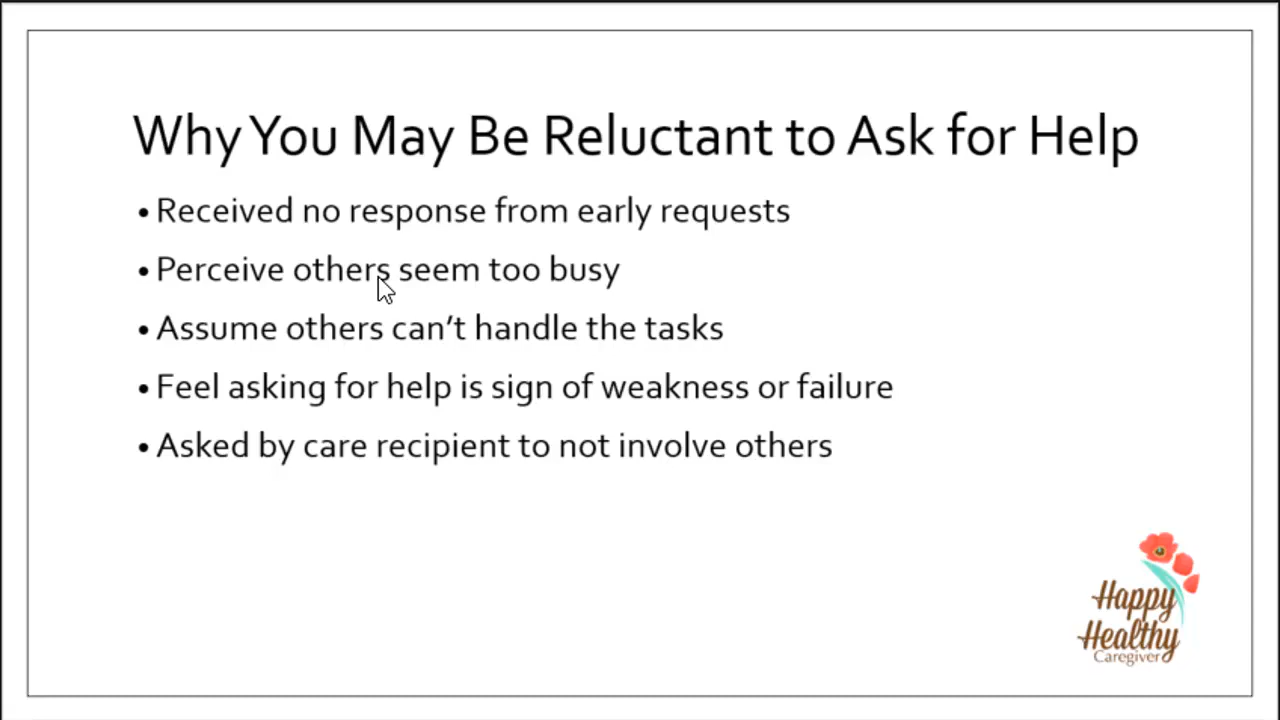 Why You May Be Reluctant to Ask for Help
• Received no response from early requests
• Perceive others seem too busy
• Assume others can’t handle the tasks
• Feel asking for help is sign of weakness or failure
• Asked by care recipient to not involve others
Happy
Healthy
Caregiver